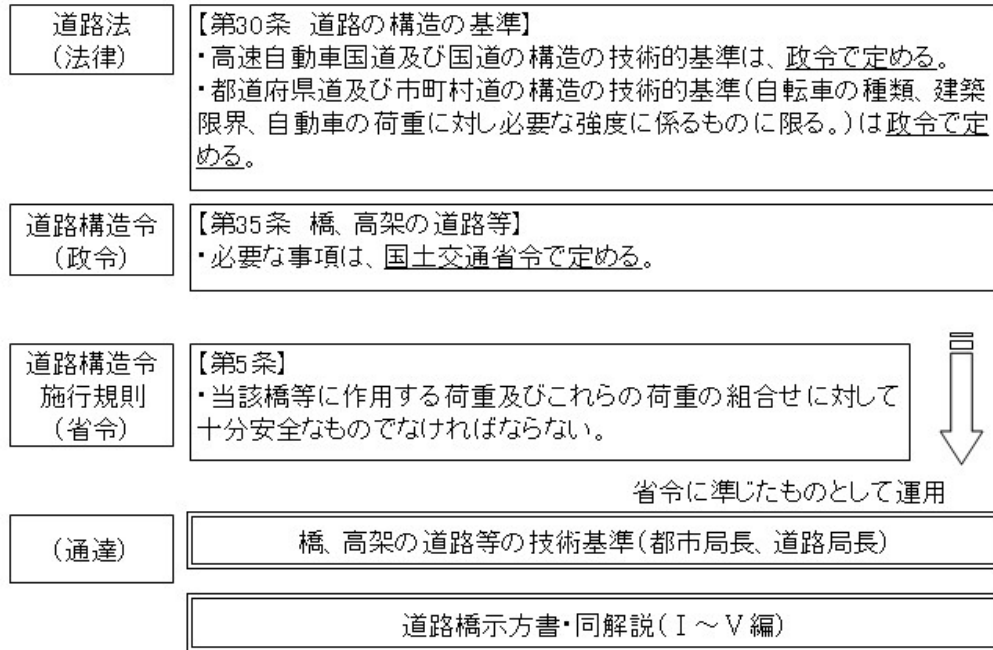 道路法
(法律)
【第30条 道路の構造の基準】
・高速自動車国道及び国道の構造の技術的基準は、政令で定める。
・都道府県道及び市町村道の構造の技術的基準(自転車の種類、建築
限界、自動車の荷重に対し必要な強度に係るものに限る。)は政令で定
める。
道路構造令
(政令)
【第35条 橋、高架の道路等】
・必要な事項は、国土交通省令で定める。
道路構造令
施行規則
(省令)
【第5条】
・当該橋等に作用する荷重及びこれらの荷重の組合せに対して
十分安全なものでなければならない。
省令に準じたものとして運用
(通達)
橋、高架の道路等の技術基準(都市局長、道路局長)
道路橋示方書・同解説(Ⅰ～Ⅴ編)